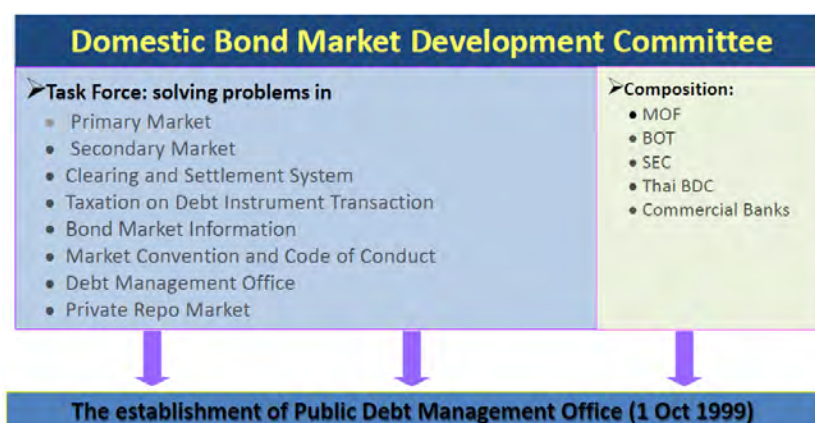 Domestic Bond Market Development Committee
➢Task Force: solving problems in
• Primary Market
• Secondary Market
• Clearing and Settlement System
• Taxation on Debt Instrument Transaction
• Bond Market Information
• Market Convention and Code of Conduct
• Debt Management Office
• Private Repo Market
➢Composition:
• MOF
• BOT
• SEC
• Thai BDC
• Commercial Banks
The establishment of Public Debt Management Office (1 Oct 1999)